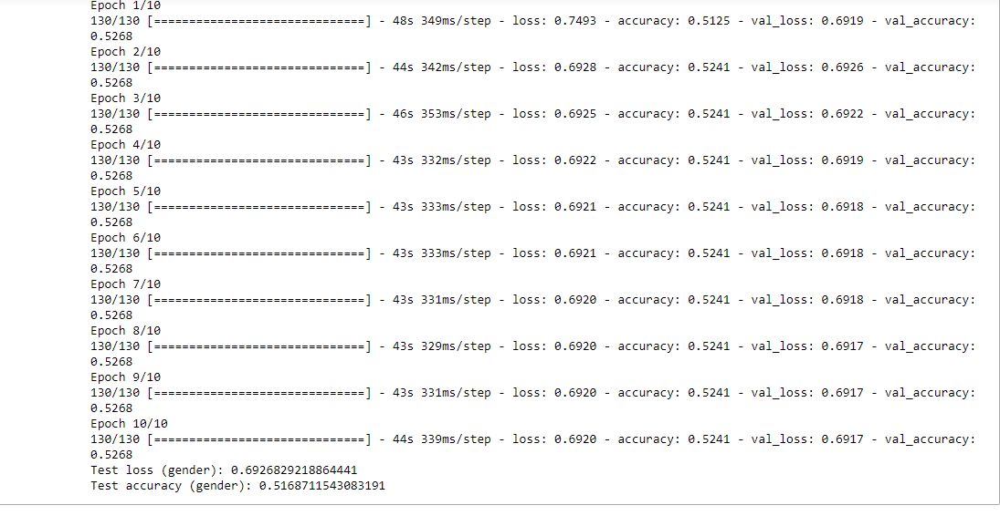 Epoch 1/10
130/130 [==============================] - 48s 349ms/step - loss: 0.7493 - accuracy: 0.5125 - val_loss: 0.6919 - val_accuracy:
0.5268
Epoch 2/10
130/130 [==============================] - 44s 342ms/step - loss: 0.6928 - accuracy: 0.5241 - val_loss: 0.6926 - val_accuracy:
0.5268
Epoch 3/10
130/130 [==============================] - 46s 353ms/step - loss: 0.6925 - accuracy: 0.5241 - val_loss: 0.6922 - val_accuracy:
0.5268
Epoch 4/10
130/130 [==============================] - 43s 332ms/step - loss: 0.6922 - accuracy: 0.5241 - val_loss: 0.6919 - val_accuracy:
0.5268
Epoch 5/10
130/130 [==============================] - 43s 333ms/step - loss: 0.6921 - accuracy: 0.5241 - val_loss: 0.6918 - val_accuracy:
0.5268
Epoch 6/10
130/130 [==============================] - 43s 333ms/step - loss: 0.6921 - accuracy: 0.5241 - val_loss: 0.6918 - val_accuracy:
0.5268
Epoch 7/10
130/130 [==============================] - 43s 331ms/step - loss: 0.6920 - accuracy: 0.5241 - val_loss: 0.6918 - val_accuracy:
0.5268
Epoch 8/10
130/130 [==============================] - 43s 329ms/step - loss: 0.6920 - accuracy: 0.5241 - val_loss: 0.6917 - val_accuracy:
0.5268
Epoch 9/10
130/130 [==============================] - 43s 331ms/step - loss: 0.6920 - accuracy: 0.5241 - val_loss: 0.6917 - val_accuracy:
0.5268
Epoch 10/10
130/130 [==============================] - 44s 339ms/step - loss: 0.6920 - accuracy: 0.5241 - val_loss: 0.6917 - val_accuracy:
0.5268
Test loss (gender): 0.6926829218864441
Test accuracy (gender): 0.5168711543083191